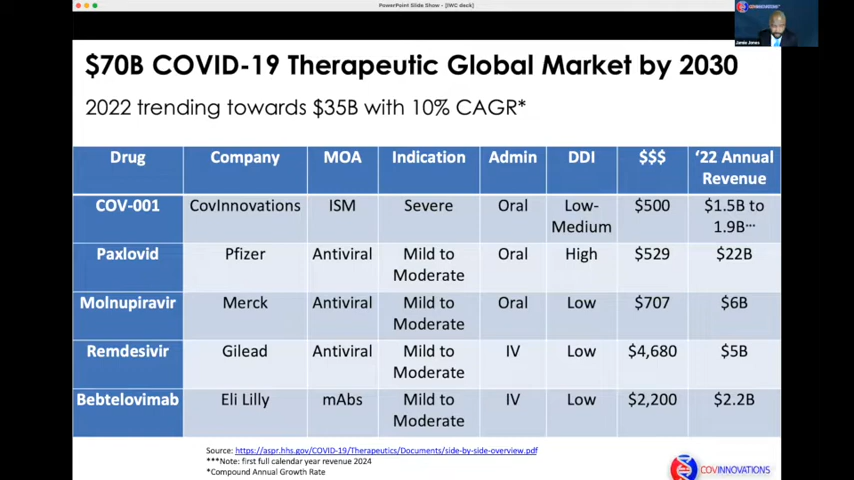 PowerPoint Slide Show - [IWC deck]
COVINNOVATIONS
Jamie Jones
$70B COVID-19 Therapeutic Global Market by 2030
2022 trending towards $35B with 10% CAGR*
Drug Company MOA Indication Admin DDI $$$ ‘22 Annual
Revenue
COV-001 CovInnovations ISM Severe Oral Low-
Medium $500 $1.5B to
1.9B***
Paxlovid Pfizer Antiviral Mild to
Moderate Oral High $529 $22B
Molnupiravir Merck Antiviral Mild to
Moderate Oral Low $707 $6B
Remdesivir Gilead Antiviral Mild to
Moderate IV Low $4,680 $5B
Bebtelovimab Eli Lilly mAbs Mild to
Moderate IV Low $2,200 $2.2B
Source: https://aspr.hhs.gov/COVID-19/Therapeutics/Documents/side-by-side-overview.pdf
***Note: first full calendar year revenue 2024
*Compound Annual Growth Rate
COVINNOVATIONS